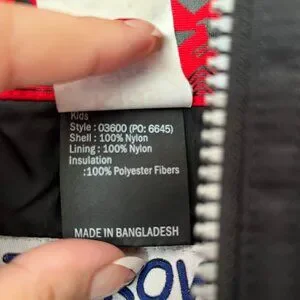 Kids
Style : 03600 (PO: 6645)
Shell : 100% Nylon
Lining : 100% Nylon
Insulation
:100% Polyester Fibers
MADE IN BANGLADESH